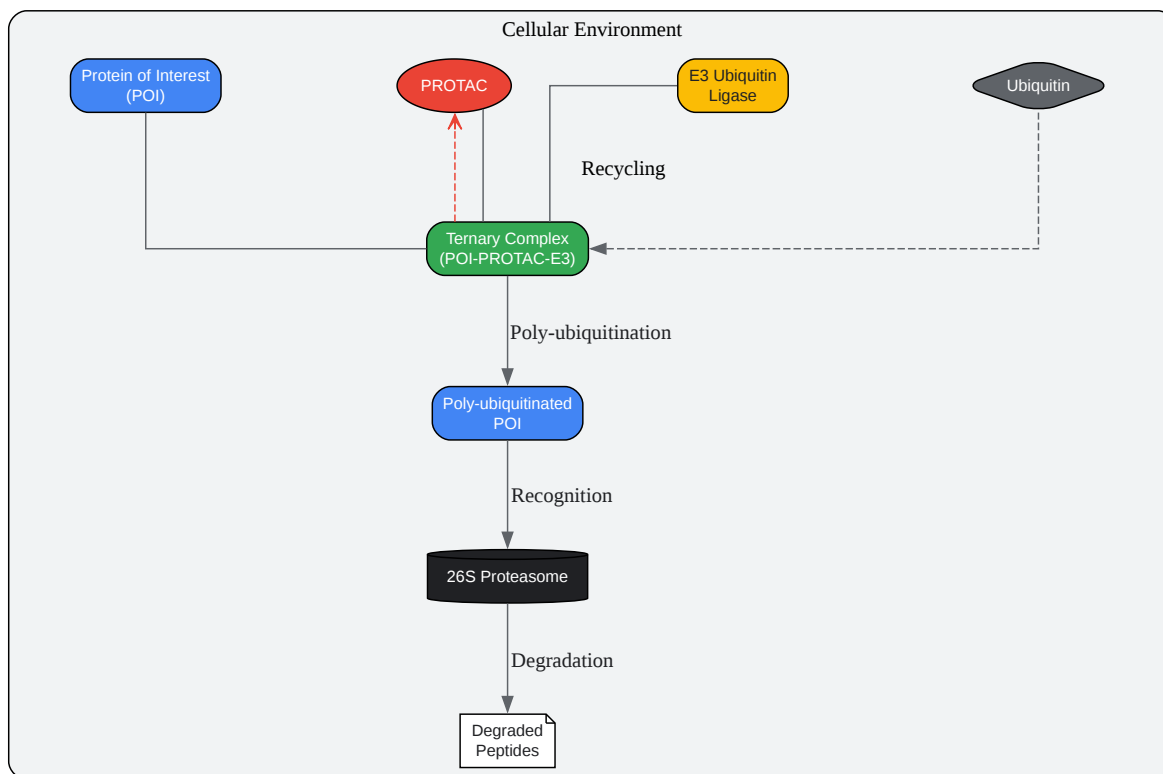 Cellular Environment
Protein of Interest
(POI)
PROTAC
E3 Ubiquitin
Ligase
Ubiquitin
Recycling
Ternary Complex
(POI-PROTAC-E3)
Poly-ubiquitination
Poly-ubiquitinated
POI
Recognition
26S Proteasome
Degradation
Degraded
Peptides